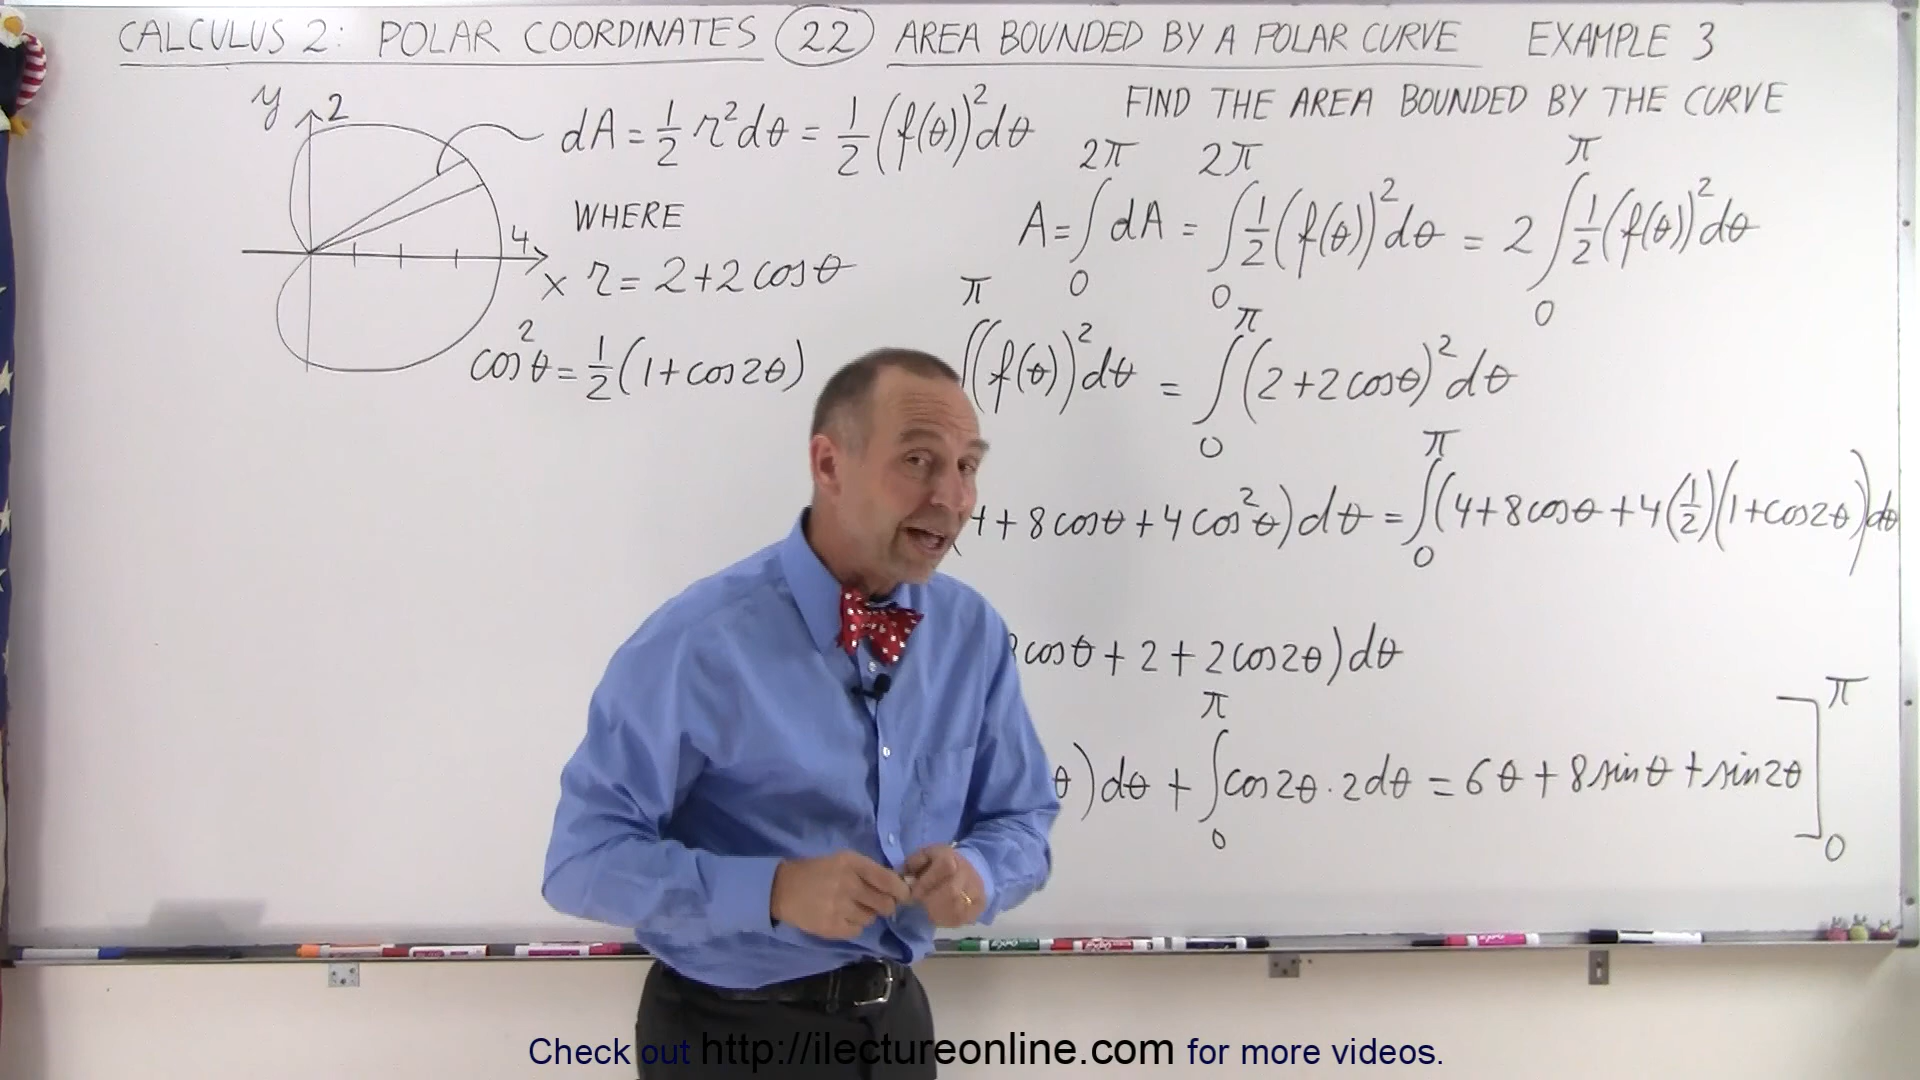 CALCULUS 2: POLAR COORDINATES 22 AREA BOUNDED BY A POLAR CURVE EXAMPLE 3
y 2
4
x
dA = 1/2 r² dθ = 1/2 (f(θ))² dθ
WHERE
r = 2 + 2 cosθ
cos²θ = 1/2 (1 + cos2θ)
FIND THE AREA BOUNDED BY THE CURVE
A = ∫₀^2π dA = ∫₀^2π 1/2 (f(θ))² dθ = 2 ∫₀^π 1/2 (f(θ))² dθ
π ∫(f(θ))² dθ = ∫₀^π (2 + 2cosθ)² dθ
+ 8cosθ + 4cos²θ) dθ = ∫₀^π (4 + 8cosθ + 4(1/2)(1 + cos2θ) dθ
cosθ + 2 + 2cos2θ) dθ
θ) dθ + ∫₀^π cos2θ · 2dθ = 6θ + 8sinθ + sin2θ ]₀^π
EXPO EXPO
Check out http://ilectureonline.com for more videos.